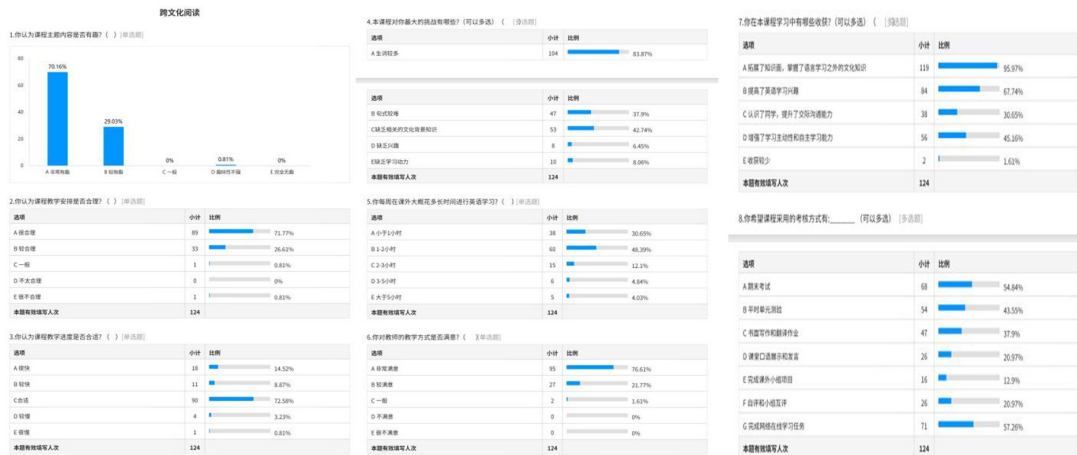 跨文化阅读
1.你认为课程主题内容是否有趣？（ ）[单选题]
80
60
40
20
0
70.16%
29.03%
0%
0.81%
0%
A 非常有趣
B 较有趣
C 一般
D 趣味性不强
E 完全无趣
2.你认为课程教学安排是否合理？（ ）[单选题]
选项 小计 比例
A 很合理 89 71.77%
B 较合理 33 26.61%
C 一般 1 0.81%
D 不太合理 0 0%
E 很不合理 1 0.81%
本题有效填写人次 124
3.你认为课程教学进度是否合适？（ ）[单选题]
选项 小计 比例
A 很快 18 14.52%
B 较快 11 8.87%
C合适 90 72.58%
D 较慢 4 3.23%
E 很慢 1 0.81%
本题有效填写人次 124
4.本课程对你最大的挑战有哪些？（可以多选）（ [多选题]
选项 小计 比例
A 生词较多 104 83.87%
选项 小计 比例
B 句式较难 47 37.9%
C缺乏相关的文化背景知识 53 42.74%
D 缺乏兴趣 8 6.45%
E缺乏学习动力 10 8.06%
本题有效填写人次 124
5.你每周在课外大概花多长时间进行英语学习？（ ）[单选题]
选项 小计 比例
A 小于1小时 38 30.65%
B 1-2小时 60 48.39%
C 2-3小时 15 12.1%
D 3-5小时 6 4.84%
E 大于5小时 5 4.03%
本题有效填写人次 124
6.你对教师的教学方式是否满意？（ ）[单选题]
选项 小计 比例
A 非常满意 95 76.61%
B 较满意 27 21.77%
C 一般 2 1.61%
D 不满意 0 0%
E 很不满意 0 0%
本题有效填写人次 124
7.你在本课程学习中有哪些收获？（可以多选）（ [多选题]
选项 小计 比例
A 拓展了知识面，掌握了语言学习之外的文化知识 119 95.97%
B 提高了英语学习兴趣 84 67.74%
C 认识了同学，提升了交际沟通能力 38 30.65%
D 增强了学习主动性和自主学习能力 56 45.16%
E 收获较少 2 1.61%
本题有效填写人次 124
8.你希望课程采用的考核方式有:______（可以多选） [多选题]
选项 小计 比例
A 期末考试 68 54.84%
B 平时单元测验 54 43.55%
C 书面写作和翻译作业 47 37.9%
D 课堂口语展示和发言 26 20.97%
E 完成课外小组项目 16 12.9%
F 自评和小组互评 26 20.97%
G 完成网络在线学习任务 71 57.26%
本题有效填写人次 124